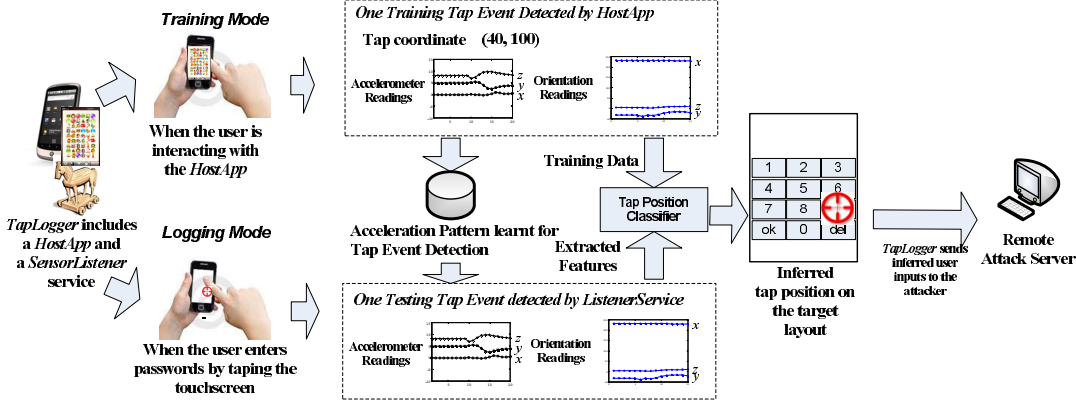 Training Mode
When the user is
interacting with
the HostApp
TapLogger includes
a HostApp and
a SensorListener
service
Logging Mode
When the user enters
passwords by taping the
touchscreen
One Training Tap Event Detected by HostApp
Tap coordinate (40, 100)
Accelerometer
Readings
z
y
x
Orientation
Readings
x
z
y
Acceleration Pattern learnt for
Tap Event Detection
Training Data
Tap Position
Classifier
Extracted
Features
One Testing Tap Event detected by ListenerService
Accelerometer
Readings
z
y
x
Orientation
Readings
x
z
y
1 2 3
4 5 6
7 8
ok 0 del
Inferred
tap position on
the target
layout
TapLogger sends
inferred user
inputs to the
attacker
Remote
Attack Server